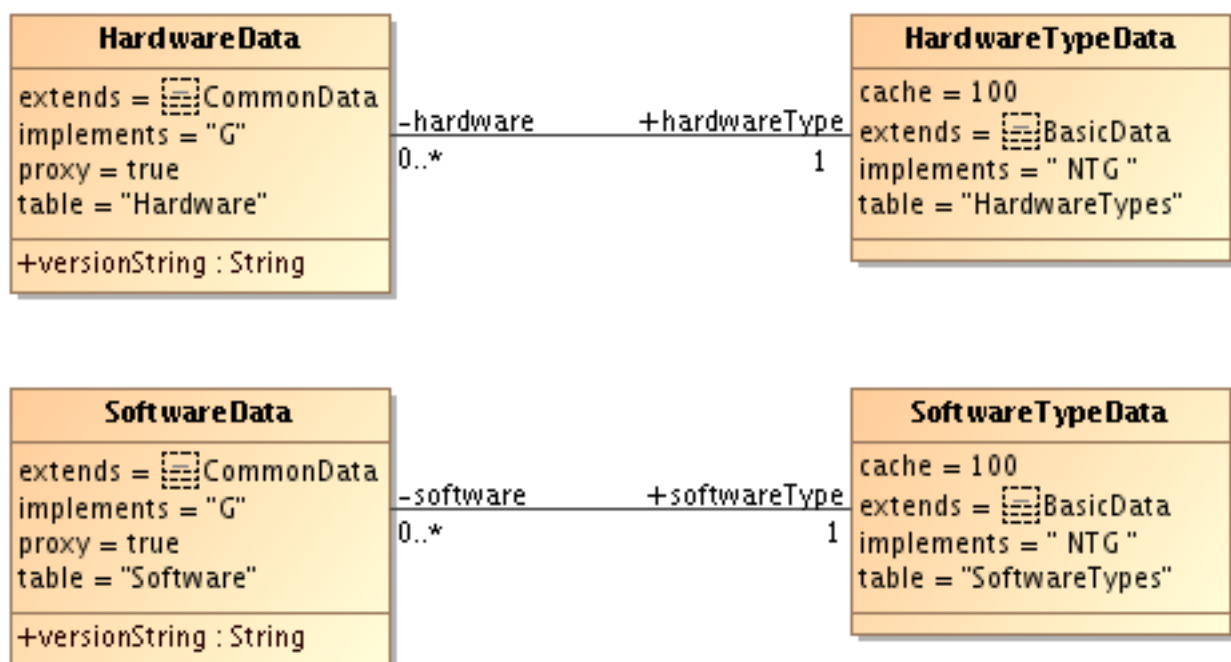 HardwareData
extends = CommonData
implements = "G"
proxy = true
table = "Hardware"
+versionString : String
-hardware
0..*
+hardwareType
1
HardwareTypeData
cache = 100
extends = BasicData
implements = " NTG "
table = "HardwareTypes"
SoftwareData
extends = CommonData
implements = "G"
proxy = true
table = "Software"
+versionString : String
-software
0..*
+softwareType
1
SoftwareTypeData
cache = 100
extends = BasicData
implements = " NTG "
table = "SoftwareTypes"